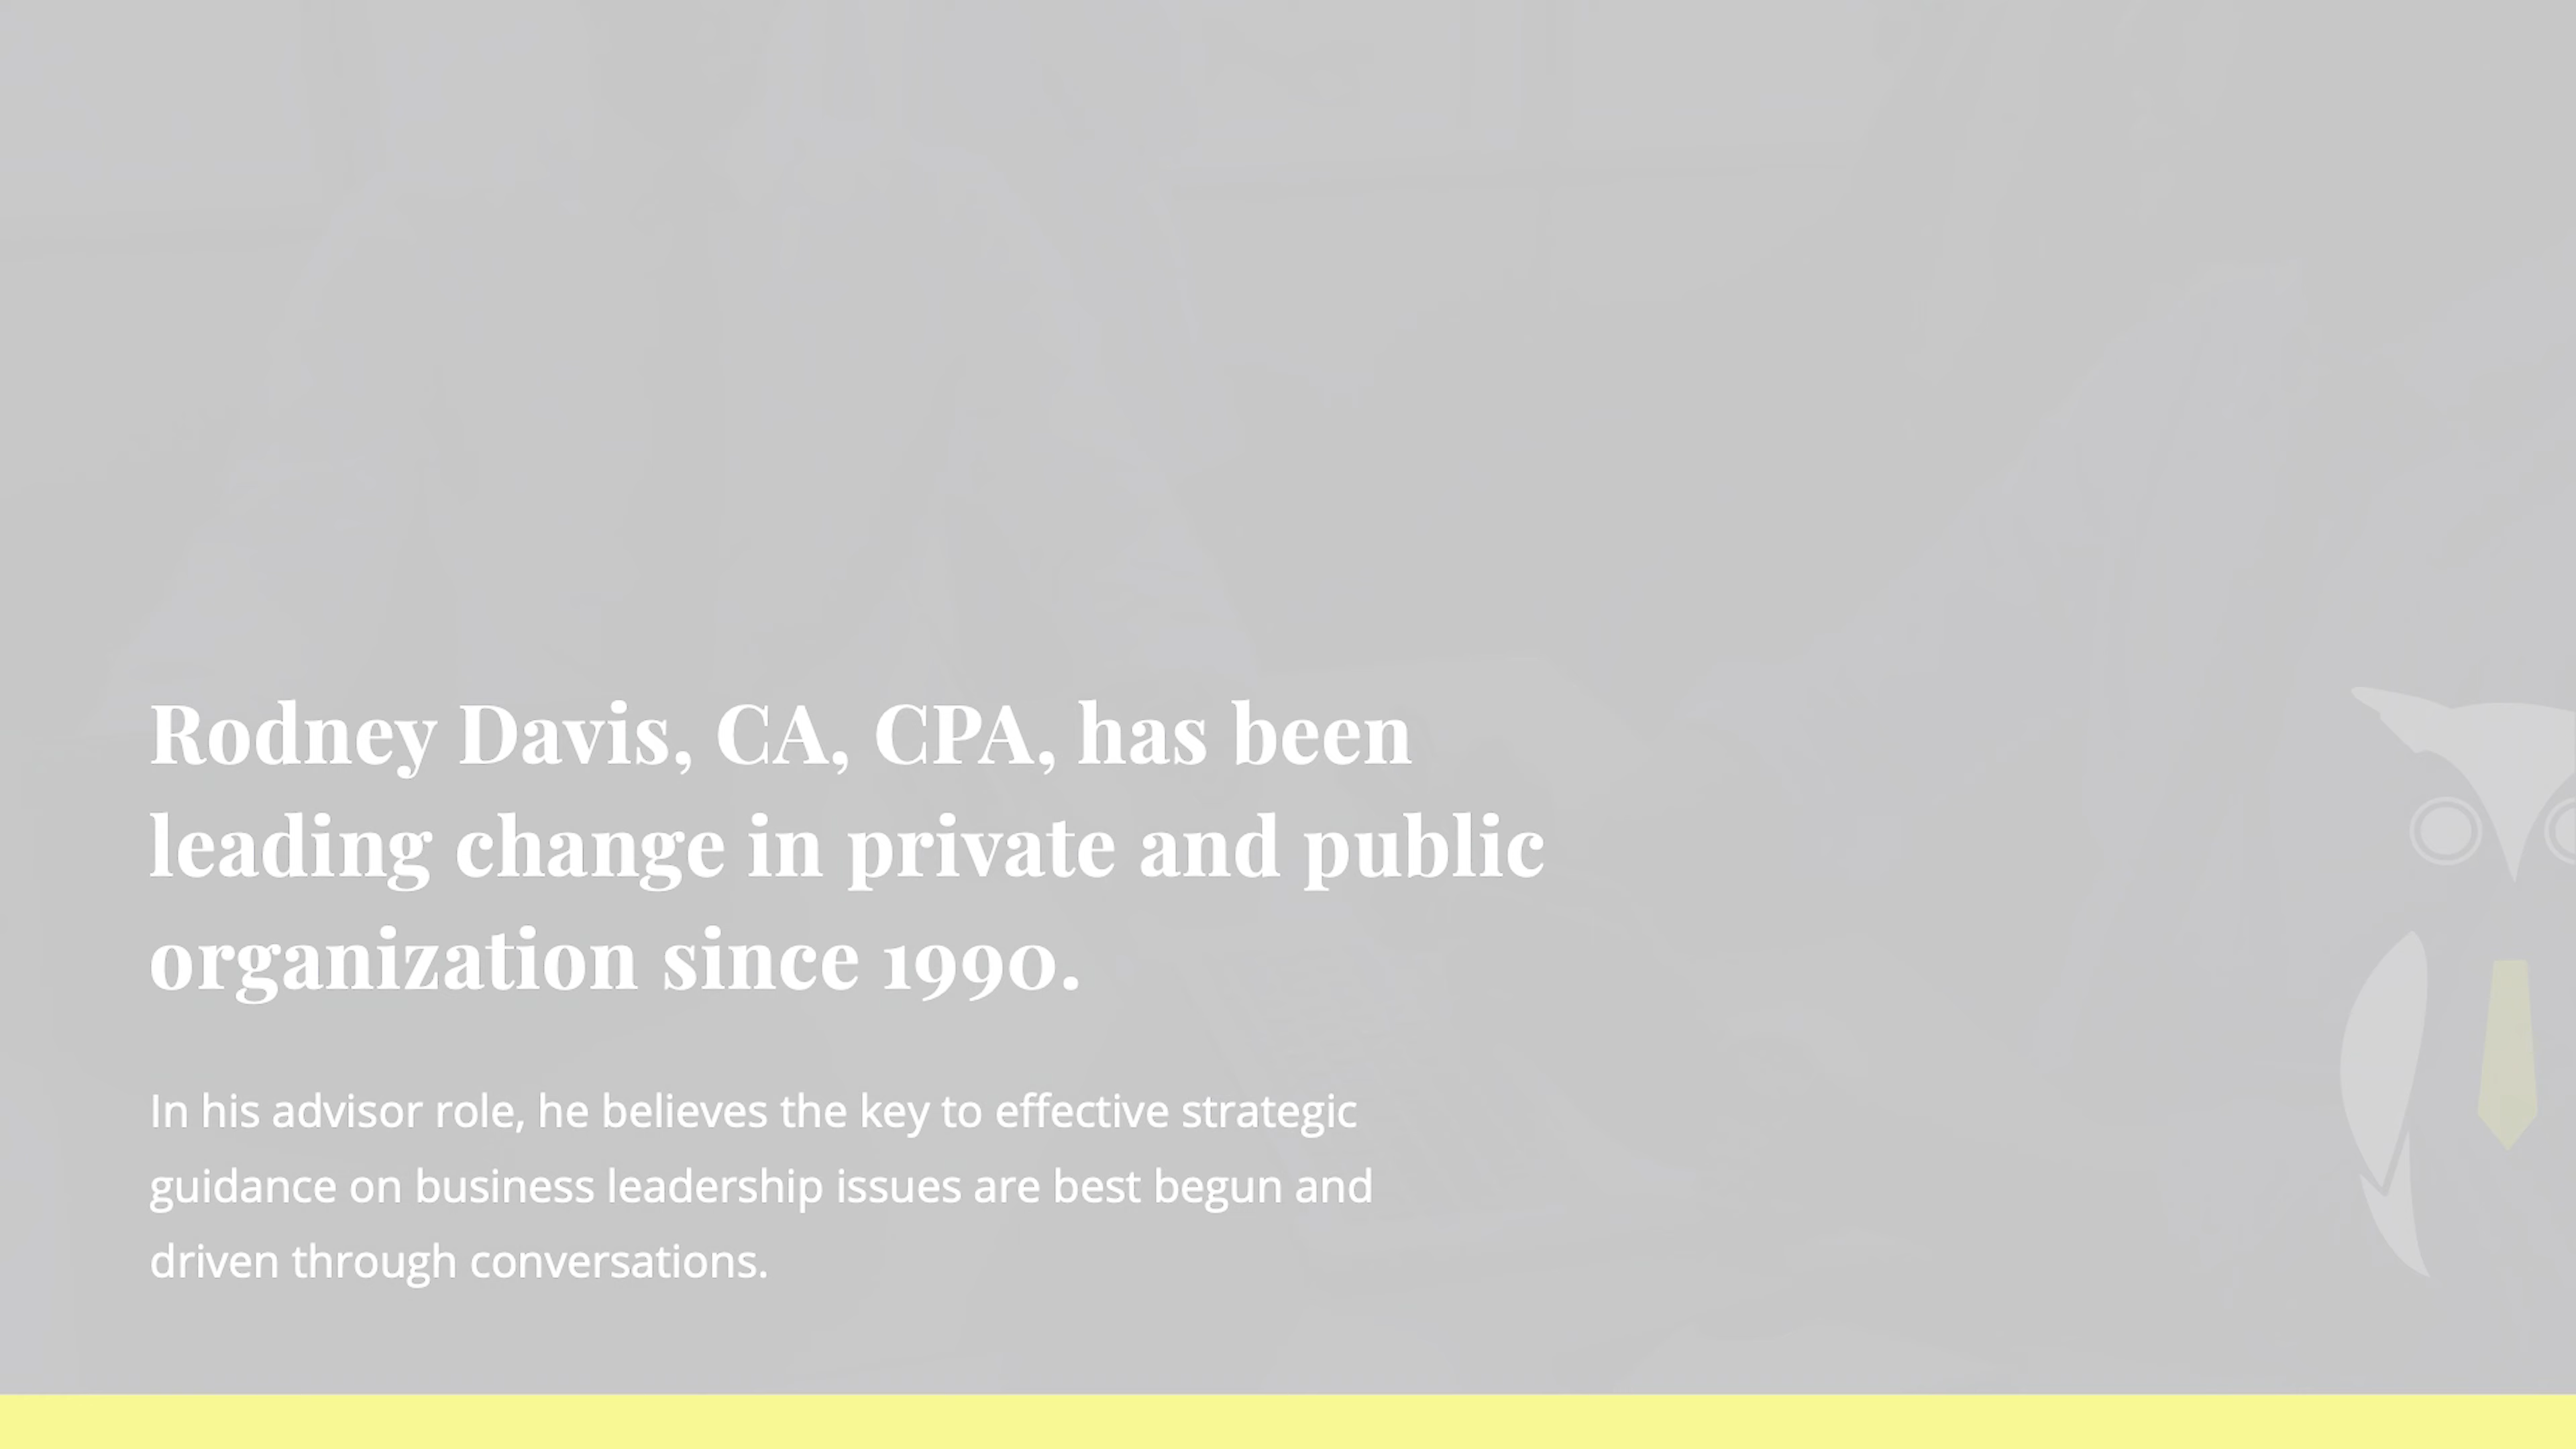 Rodney Davis, CA, CPA, has been
leading change in private and public
organization since 1990.
In his advisor role, he believes the key to effective strategic
guidance on business leadership issues are best begun and
driven through conversations.